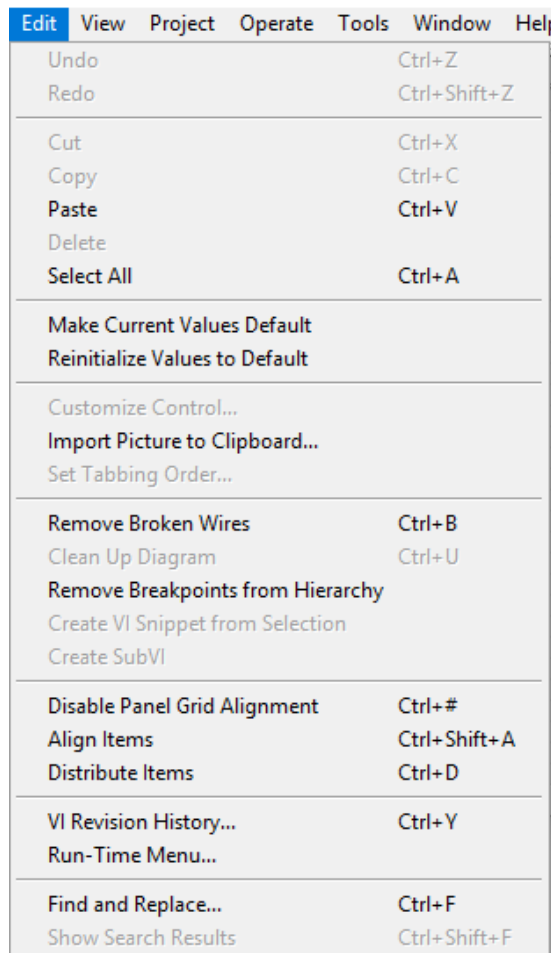 Edit View Project Operate Tools Window Help
Undo Ctrl+Z
Redo Ctrl+Shift+Z
Cut Ctrl+X
Copy Ctrl+C
Paste Ctrl+V
Delete
Select All Ctrl+A
Make Current Values Default
Reinitialize Values to Default
Customize Control...
Import Picture to Clipboard...
Set Tabbing Order...
Remove Broken Wires Ctrl+B
Clean Up Diagram Ctrl+U
Remove Breakpoints from Hierarchy
Create VI Snippet from Selection
Create SubVI
Disable Panel Grid Alignment Ctrl+#
Align Items Ctrl+Shift+A
Distribute Items Ctrl+D
VI Revision History... Ctrl+Y
Run-Time Menu...
Find and Replace... Ctrl+F
Show Search Results Ctrl+Shift+F